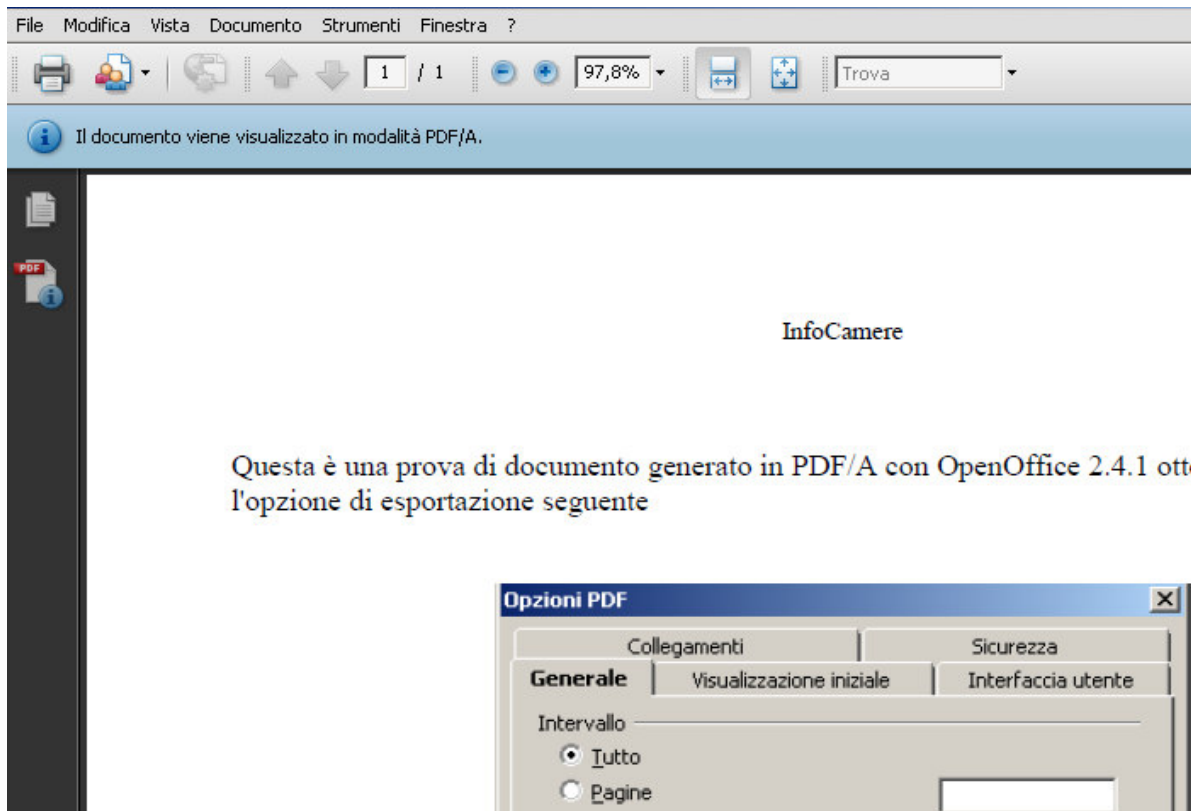 File Modifica Vista Documento Strumenti Finestra ?
1 / 1 97,8% Trova
Il documento viene visualizzato in modalità PDF/A.
PDF
InfoCamere
Questa è una prova di documento generato in PDF/A con OpenOffice 2.4.1
l'opzione di esportazione seguente
Opzioni PDF
Collegamenti Sicurezza
Generale Visualizzazione iniziale Interfaccia utente
Intervallo
Tutto
Pagine